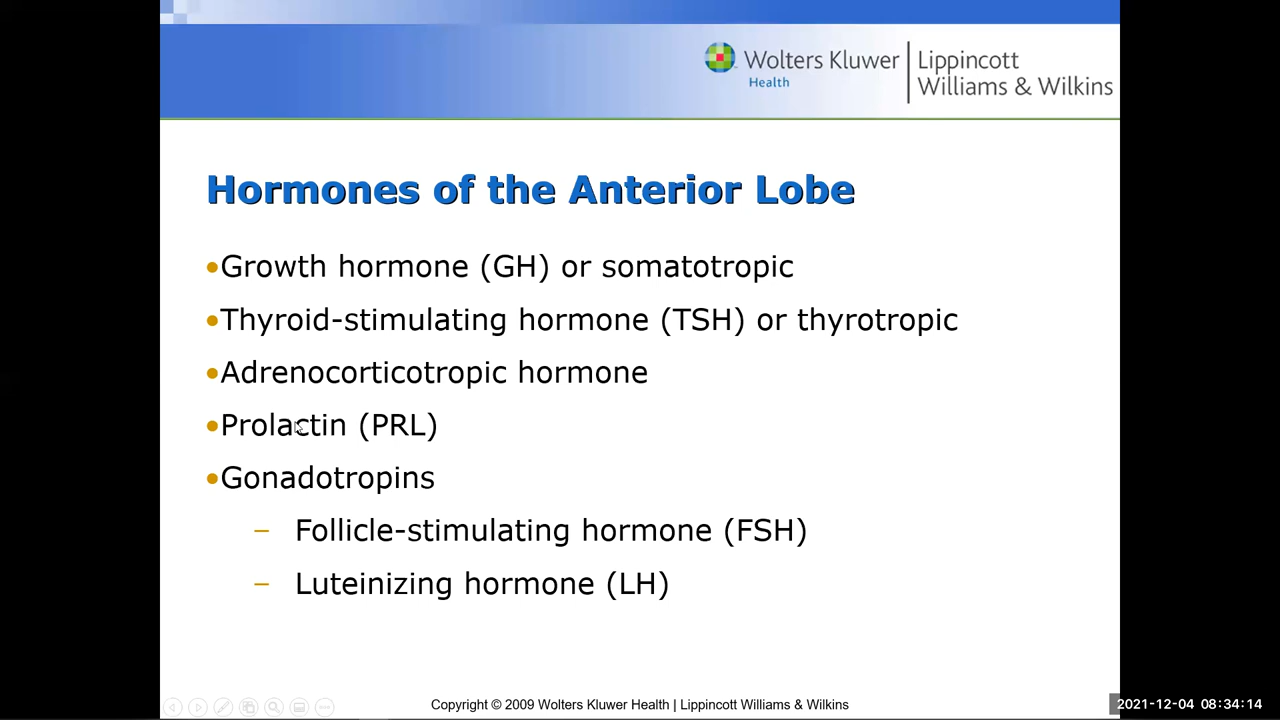 Wolters Kluwer
Health
Lippincott
Williams & Wilkins
Hormones of the Anterior Lobe
•Growth hormone (GH) or somatotropic
•Thyroid-stimulating hormone (TSH) or thyrotropic
•Adrenocorticotropic hormone
•Prolactin (PRL)
•Gonadotropins
– Follicle-stimulating hormone (FSH)
– Luteinizing hormone (LH)
Copyright © 2009 Wolters Kluwer Health | Lippincott Williams & Wilkins
2021-12-04 08:34:14